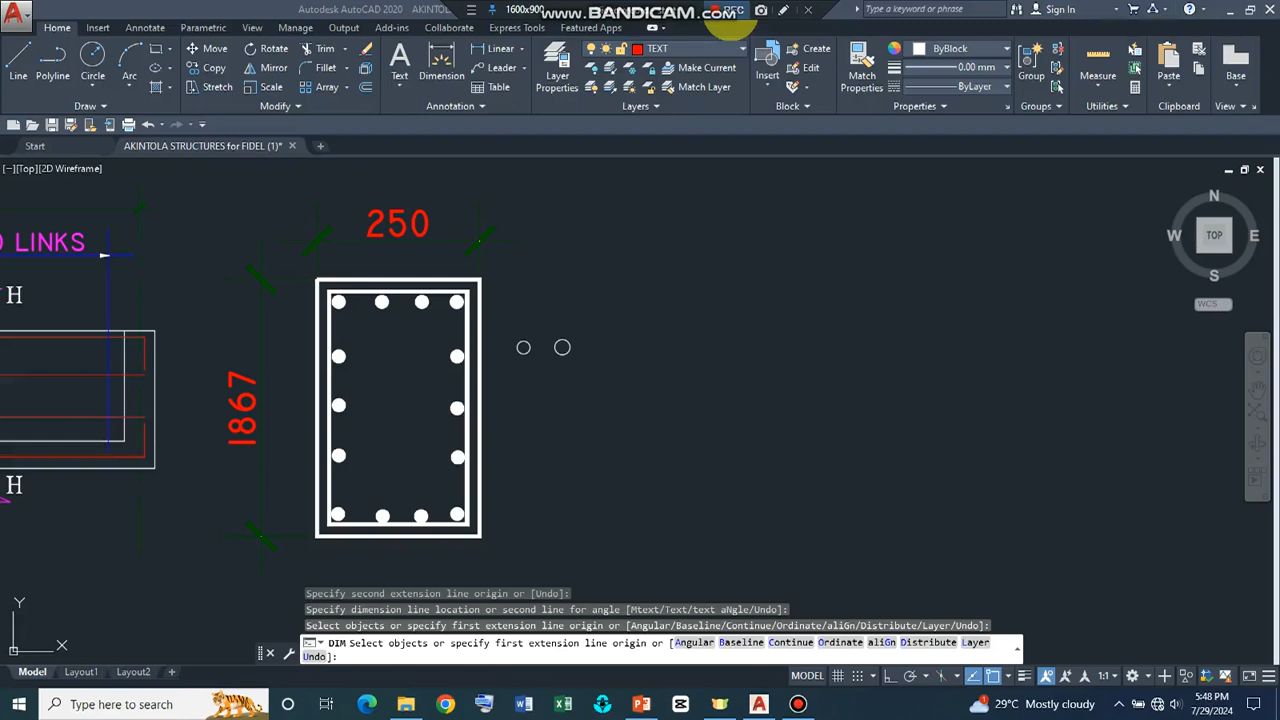 Autodesk AutoCAD 2020 AKINTOL 1600x900 www.BANDICAM.com REC Type a keyword or phrase Sign In
Home Insert Annotate Parametric View Manage Output Add-ins Collaborate Express Tools Featured Apps
Line Polyline Circle Arc Move Rotate Trim Text Dimension Linear Layer Properties TEXT Insert Create Match Properties ByBlock Group Measure Paste Base
Copy Mirror Fillet Leader Make Current Edit 0.00 mm
Stretch Scale Array Table Match Layer ByLayer
Draw Modify Annotation Layers Block Properties Groups Utilities Clipboard View
Start AKINTOLA STRUCTURES for FIDEL (1)*
[−][Top][2D Wireframe]
N
W TOP E
S
WCS
250
LINKS
H
1867
H
Specify second extension line origin or [Undo]:
Specify dimension line location or second line for angle [Mtext/Text/text aNgle/Undo]:
Select objects or specify first extension line origin or [Angular/Baseline/Continue/Ordinate/aliGn/Distribute/Layer/Undo]:
DIM Select objects or specify first extension line origin or [Angular Baseline Continue Ordinate aliGn Distribute Layer
Undo]:
Y
X
Model Layout1 Layout2 MODEL 1:1
Type here to search 29°C Mostly cloudy 5:48 PM
7/29/2024